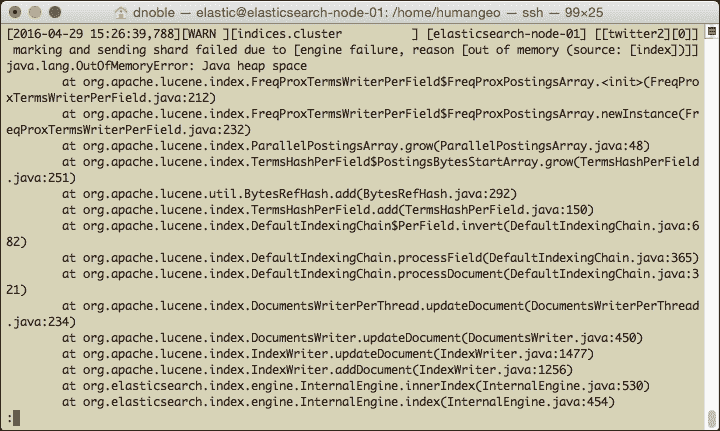 dnoble — elastic@elasticsearch-node-01: /home/humangeo — ssh — 99×25
[2016-04-29 15:26:39,788][WARN ][indices.cluster          ] [elasticsearch-node-01] [[twitter2][0]]
 marking and sending shard failed due to [engine failure, reason [out of memory (source: [index])]]
java.lang.OutOfMemoryError: Java heap space
        at org.apache.lucene.index.FreqProxTermsWriterPerField$FreqProxPostingsArray.<init>(FreqPro
xTermsWriterPerField.java:212)
        at org.apache.lucene.index.FreqProxTermsWriterPerField$FreqProxPostingsArray.newInstance(Fr
eqProxTermsWriterPerField.java:232)
        at org.apache.lucene.index.ParallelPostingsArray.grow(ParallelPostingsArray.java:48)
        at org.apache.lucene.index.TermsHashPerField$PostingsBytesStartArray.grow(TermsHashPerField
.java:251)
        at org.apache.lucene.util.BytesRefHash.add(BytesRefHash.java:292)
        at org.apache.lucene.index.TermsHashPerField.add(TermsHashPerField.java:150)
        at org.apache.lucene.index.DefaultIndexingChain$PerField.invert(DefaultIndexingChain.java:6
82)
        at org.apache.lucene.index.DefaultIndexingChain.processField(DefaultIndexingChain.java:365)
        at org.apache.lucene.index.DefaultIndexingChain.processDocument(DefaultIndexingChain.java:3
21)
        at org.apache.lucene.index.DocumentsWriterPerThread.updateDocument(DocumentsWriterPerThread
.java:234)
        at org.apache.lucene.index.DocumentsWriter.updateDocument(DocumentsWriter.java:450)
        at org.apache.lucene.index.IndexWriter.updateDocument(IndexWriter.java:1477)
        at org.apache.lucene.index.IndexWriter.addDocument(IndexWriter.java:1256)
        at org.elasticsearch.index.engine.InternalEngine.innerIndex(InternalEngine.java:530)
        at org.elasticsearch.index.engine.InternalEngine.index(InternalEngine.java:454)
: